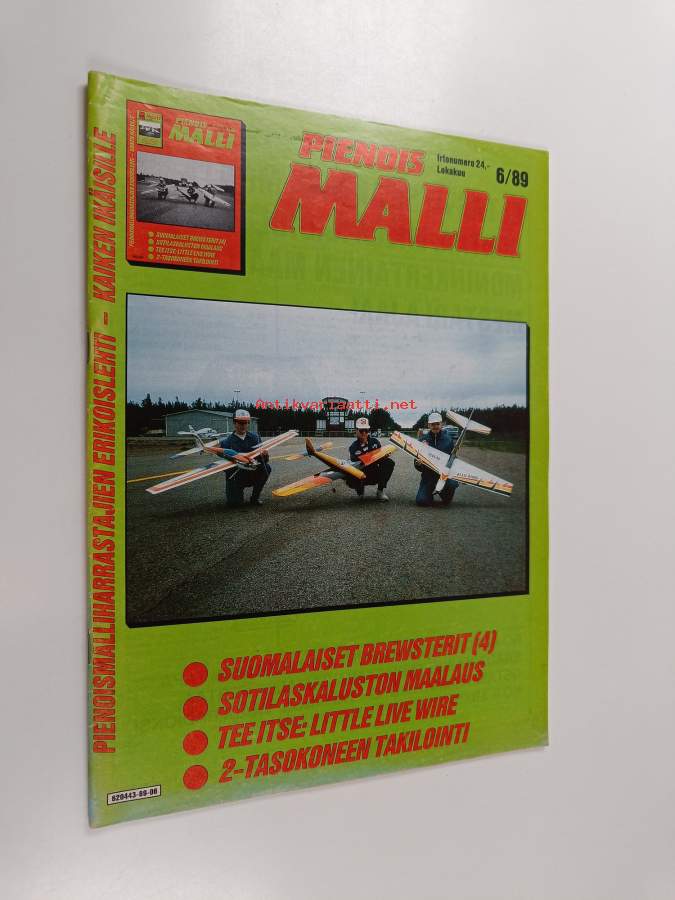 PIENOISMALLIHARRASTAJIEN ERIKOISLEHTI - KAIKEN IKÄISILLE
PIENOIS
MALLI
SUOMALAISET BREWSTERIT (4)
SOTILASKALUSTON MAALAUS
TEE ITSE: LITTLE LIVE WIRE
2-TASOKONEEN TAKILOINTI
PIENOIS
MALLI
Irtonumero 24,-
Lokakuu
6/89
Antikvariaatti.net
SUOMALAISET BREWSTERIT (4)
SOTILASKALUSTON MAALAUS
TEE ITSE: LITTLE LIVE WIRE
2-TASOKONEEN TAKILOINTI
620443-89-06